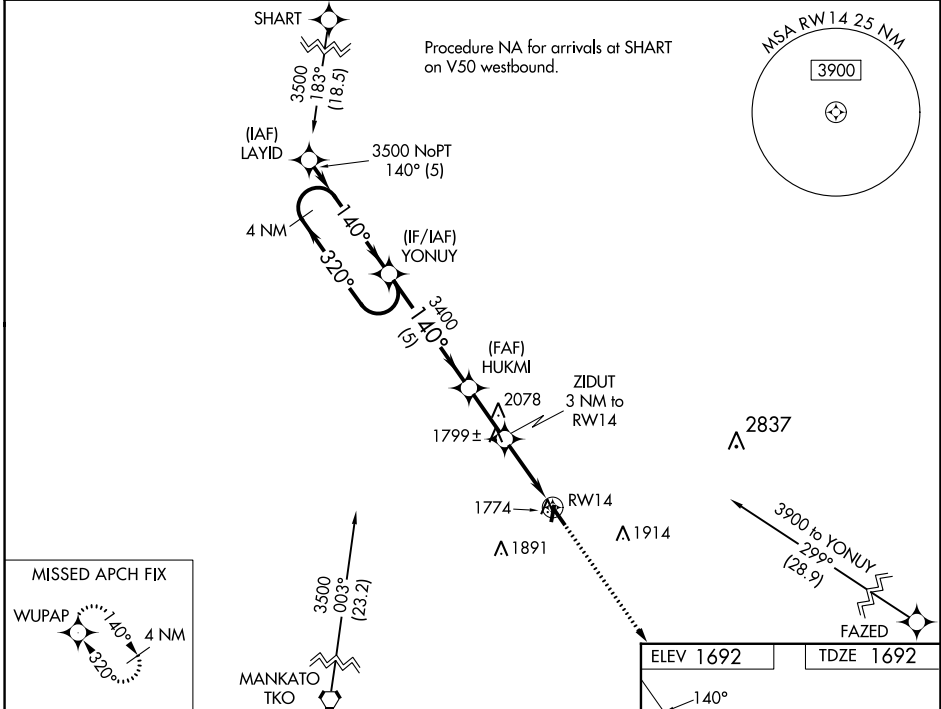 SHART
Procedure NA for arrivals at SHART
on V50 westbound.
MSA RW14 25 NM
3900
3500
183°
(18.5)
(IAF)
LAYID
3500 NoPT
140° (5)
4 NM
140°
320°
(IF/IAF)
YONUY
3400
140°
(5)
(FAF)
HUKMI
2078
ZIDUT
3 NM to
RW14
1799±
2837
1774
RW14
1891
1914
3900 to YONUY
299°
(28.9)
FAZED
3500
003°
(23.2)
MANKATO
TKO
MISSED APCH FIX
WUPAP
140°
4 NM
320°
ELEV 1692
TDZE 1692
140°